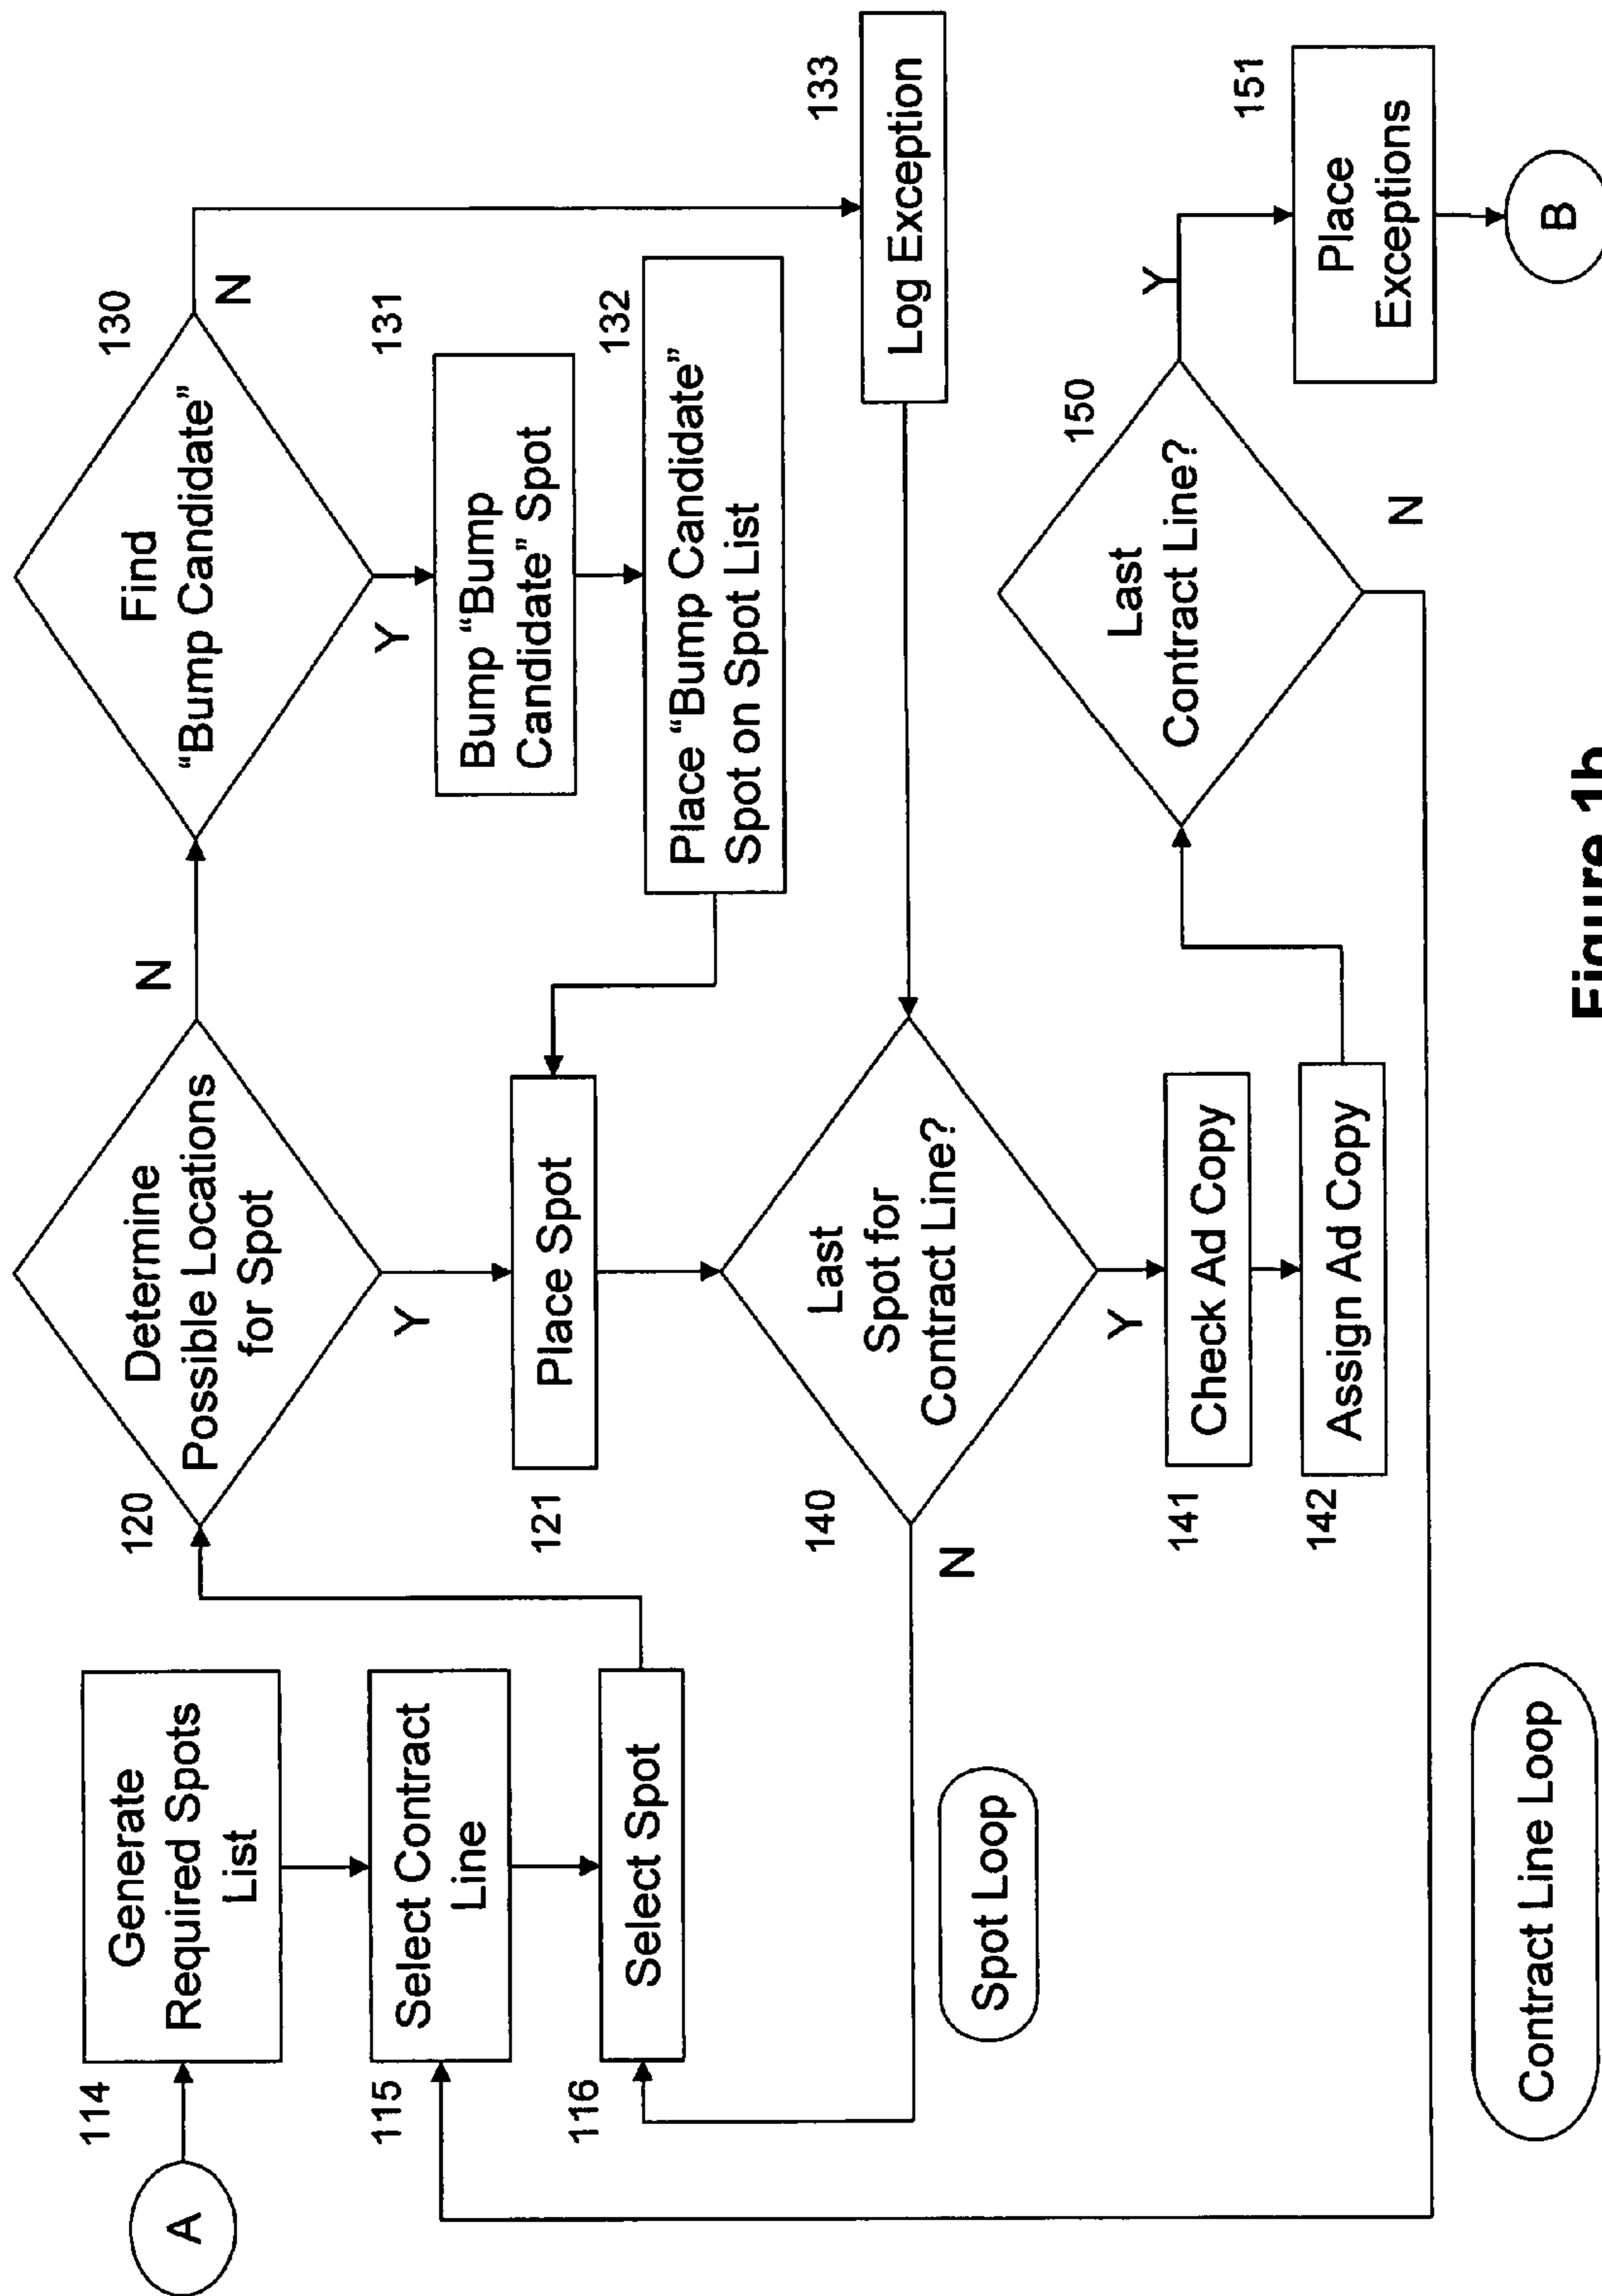 A
114
Generate
Required Spots
List
115
Select Contract
Line
116
Select Spot
120
Determine
Possible Locations
for Spot
N
Y
121
Place Spot
130
Find
“Bump Candidate”
N
Y
131
Bump “Bump
Candidate” Spot
132
Place “Bump Candidate”
Spot on Spot List
133
Log Exception
140
Last
Spot for
Contract Line?
N
Y
Spot Loop
141
Check Ad Copy
142
Assign Ad Copy
150
Last
Contract Line?
Y
N
151
Place
Exceptions
B
Contract Line Loop
Figure 1b